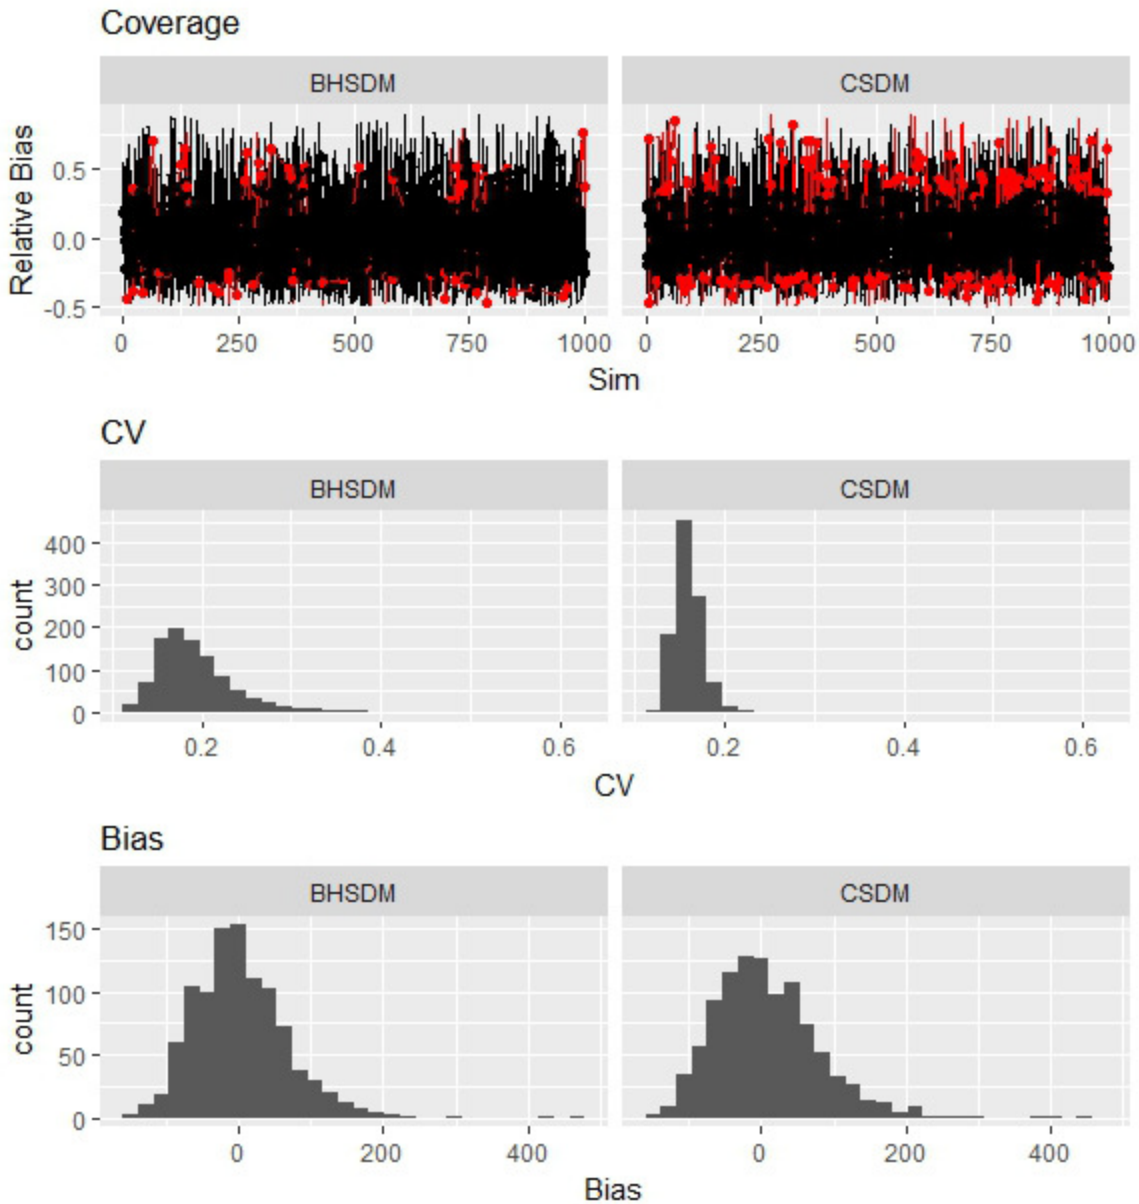 Coverage
BHSDM CSDM
Relative Bias
0.5
0.0
-0.5
0 250 500 750 1000 0 250 500 750 1000
Sim
CV
BHSDM CSDM
count
400
300
200
100
0
0.2 0.4 0.6 0.2 0.4 0.6
CV
Bias
BHSDM CSDM
count
150
100
50
0
0 200 400 0 200 400
Bias